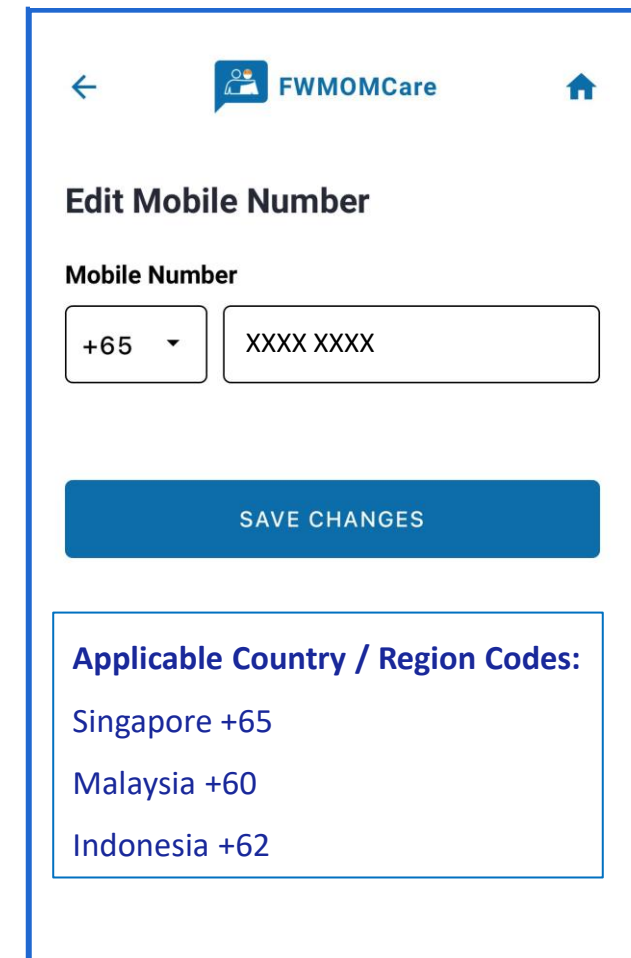 FWMOMCare
Edit Mobile Number
Mobile Number
+65 XXXX XXXX
SAVE CHANGES
Applicable Country / Region Codes:
Singapore +65
Malaysia +60
Indonesia +62